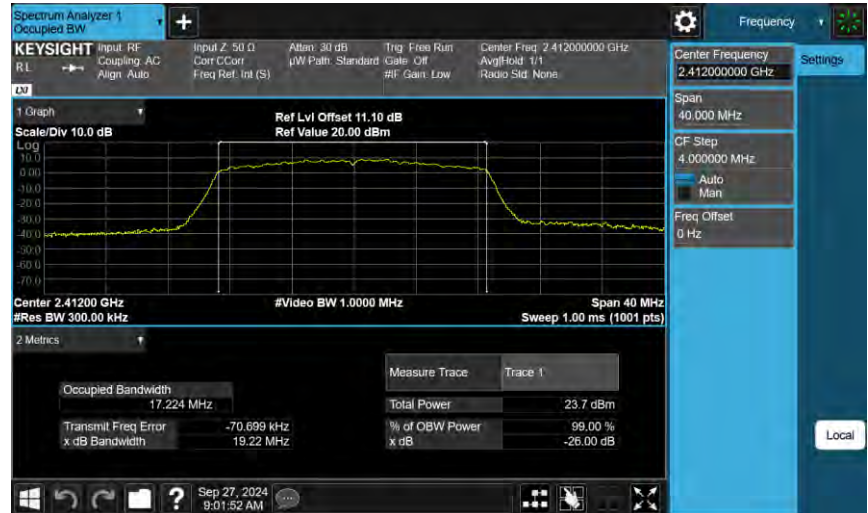 Spectrum Analyzer 1
Occupied BW
+
Frequency
KEYSIGHT
RL
LXI
Input: RF
Coupling: AC
Align: Auto
Input Z: 50 Ω
Corr CCorr
Freq Ref: Int (S)
Atten: 30 dB
µW Path: Standard
Trig: Free Run
Gate: Off
#IF Gain: Low
Center Freq: 2.412000000 GHz
Avg|Hold: 1/1
Radio Std: None
Center Frequency
2.412000000 GHz
Settings
Span
40.000 MHz
CF Step
4.000000 MHz
Auto
Man
Freq Offset
0 Hz
Local
1 Graph
Scale/Div 10.0 dB
Ref Lvl Offset 11.10 dB
Ref Value 20.00 dBm
Log
10.0
0.00
-10.0
-20.0
-30.0
-40.0
-50.0
-60.0
-70.0
Center 2.41200 GHz
#Res BW 300.00 kHz
#Video BW 1.0000 MHz
Span 40 MHz
Sweep 1.00 ms (1001 pts)
2 Metrics
Measure Trace Trace 1
Occupied Bandwidth
17.224 MHz
Total Power 23.7 dBm
Transmit Freq Error -70.699 kHz
% of OBW Power 99.00 %
x dB Bandwidth 19.22 MHz
x dB -26.00 dB
?
Sep 27, 2024
9:01:52 AM